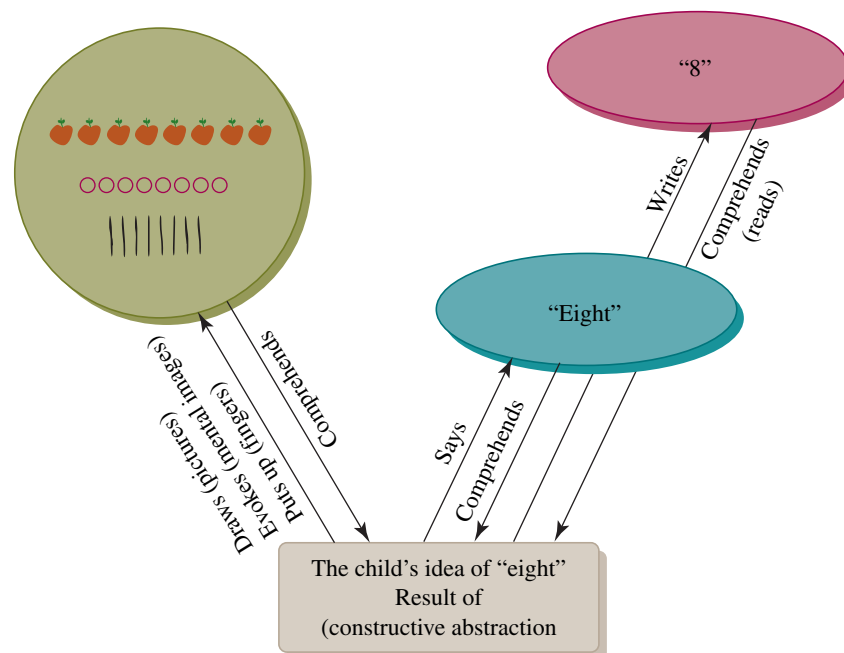 “8”
Writes
Comprehends
(reads)
“Eight”
Comprehends
Puts up (fingers)
Evokes (mental images)
Draws (pictures)
Says
Comprehends
The child’s idea of “eight”
Result of
(constructive abstraction